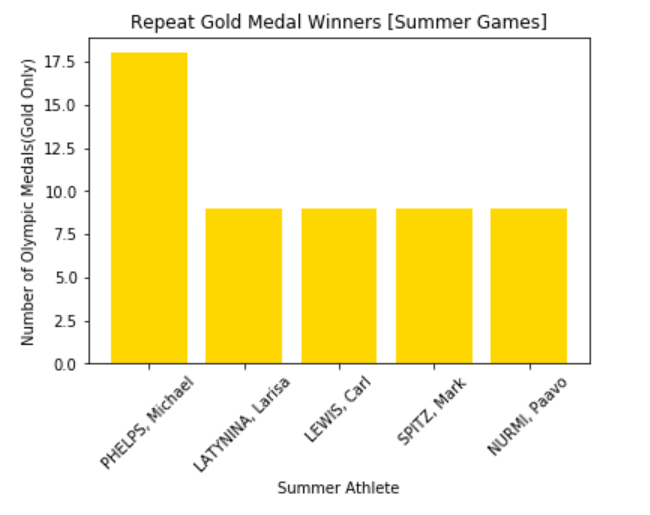 Repeat Gold Medal Winners [Summer Games]
Number of Olympic Medals(Gold Only)
17.5
15.0
12.5
10.0
7.5
5.0
2.5
0.0
PHELPS, Michael
LATYNINA, Larisa
LEWIS, Carl
SPITZ, Mark
NURMI, Paavo
Summer Athlete